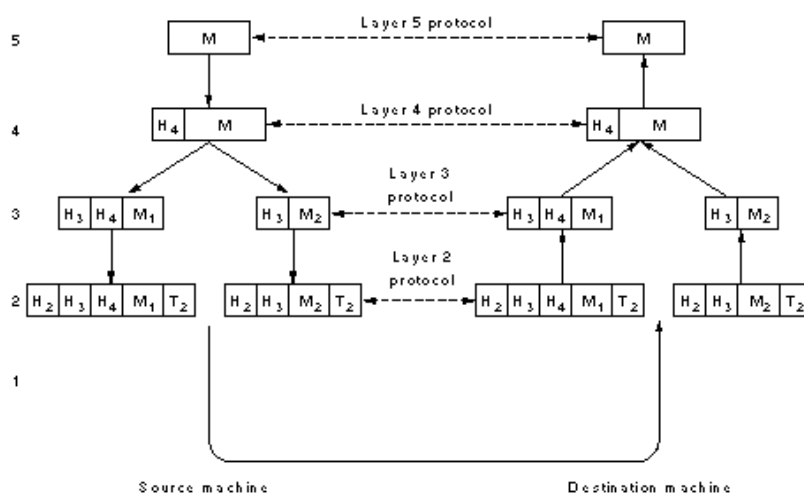 Layer 5 protocol
5 M M
Layer 4 protocol
4 H4 M H4 M
Layer 3
protocol
3 H3 H4 M1 H3 M2 H3 H4 M1 H3 M2
Layer 2
protocol
2 H2 H3 H4 M1 T2 H2 H3 M2 T2 H2 H3 H4 M1 T2 H2 H3 M2 T2
1
Source machine Destination machine